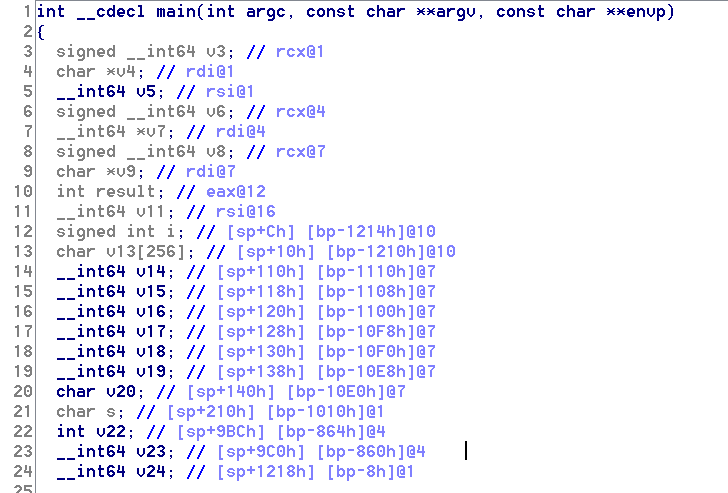 1 int __cdecl main(int argc, const char **argv, const char **envp)
2 {
3 signed __int64 v3; // rcx@1
4 char *v4; // rdi@1
5 __int64 v5; // rsi@1
6 signed __int64 v6; // rcx@4
7 __int64 *v7; // rdi@4
8 signed __int64 v8; // rcx@7
9 char *v9; // rdi@7
10 int result; // eax@12
11 __int64 v11; // rsi@16
12 signed int i; // [sp+Ch] [bp-1214h]@10
13 char v13[256]; // [sp+10h] [bp-1210h]@10
14 __int64 v14; // [sp+110h] [bp-1110h]@7
15 __int64 v15; // [sp+118h] [bp-1108h]@7
16 __int64 v16; // [sp+120h] [bp-1100h]@7
17 __int64 v17; // [sp+128h] [bp-10F8h]@7
18 __int64 v18; // [sp+130h] [bp-10F0h]@7
19 __int64 v19; // [sp+138h] [bp-10E8h]@7
20 char v20; // [sp+140h] [bp-10E0h]@7
21 char s; // [sp+210h] [bp-1010h]@1
22 int v22; // [sp+9BCh] [bp-864h]@4
23 __int64 v23; // [sp+9C0h] [bp-860h]@4
24 __int64 v24; // [sp+1218h] [bp-8h]@1
25